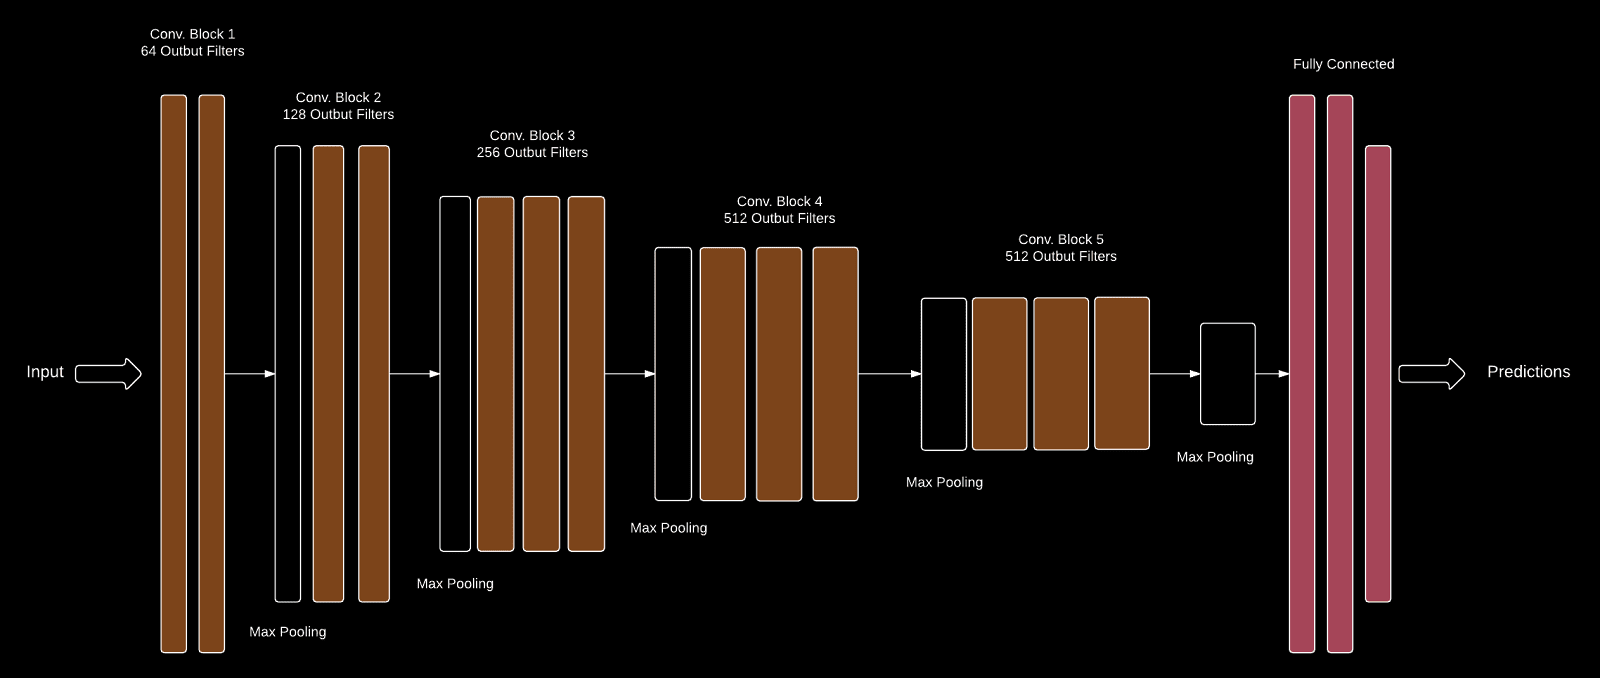 Conv. Block 1
64 Outbut Filters
Conv. Block 2
128 Outbut Filters
Conv. Block 3
256 Outbut Filters
Conv. Block 4
512 Outbut Filters
Conv. Block 5
512 Outbut Filters
Fully Connected
Input
Predictions
Max Pooling
Max Pooling
Max Pooling
Max Pooling
Max Pooling